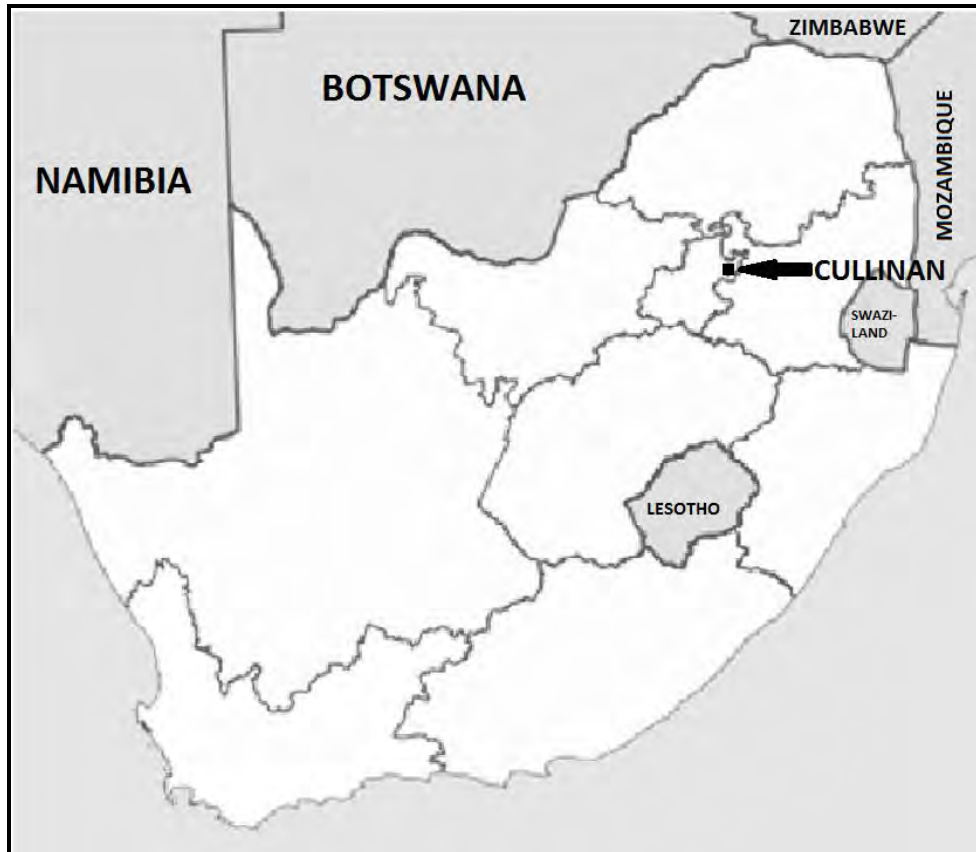 ZIMBABWE
BOTSWANA
MOZAMBIQUE
NAMIBIA
CULLINAN
SWAZI-
LAND
LESOTHO